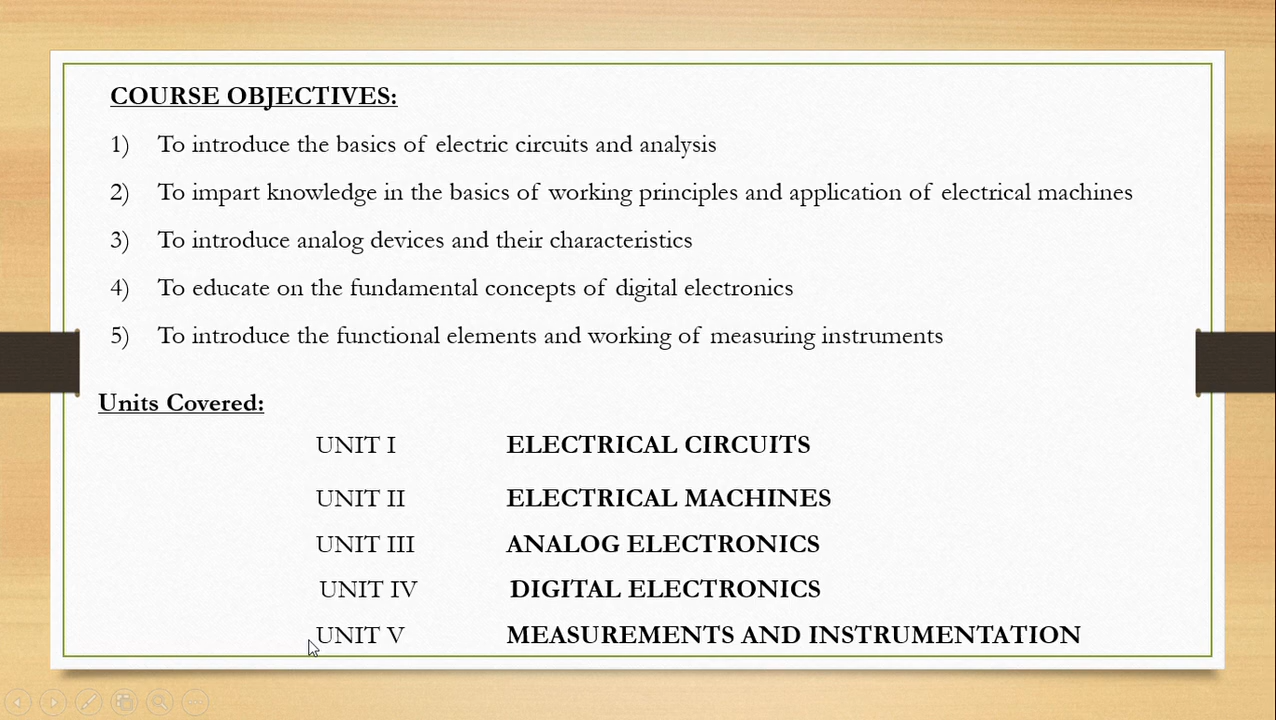 COURSE OBJECTIVES:
1) To introduce the basics of electric circuits and analysis
2) To impart knowledge in the basics of working principles and application of electrical machines
3) To introduce analog devices and their characteristics
4) To educate on the fundamental concepts of digital electronics
5) To introduce the functional elements and working of measuring instruments
Units Covered:
UNIT I ELECTRICAL CIRCUITS
UNIT II ELECTRICAL MACHINES
UNIT III ANALOG ELECTRONICS
UNIT IV DIGITAL ELECTRONICS
UNIT V MEASUREMENTS AND INSTRUMENTATION